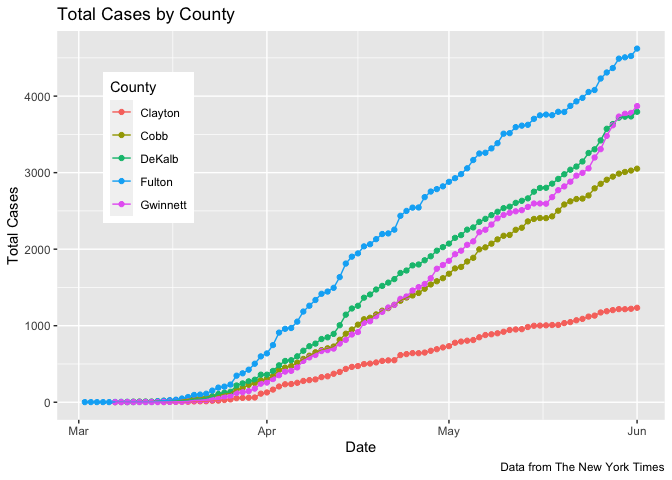 Total Cases by County
County
Clayton
Cobb
DeKalb
Fulton
Gwinnett
Total Cases
4000
3000
2000
1000
0
Mar Apr May Jun
Date
Data from The New York Times